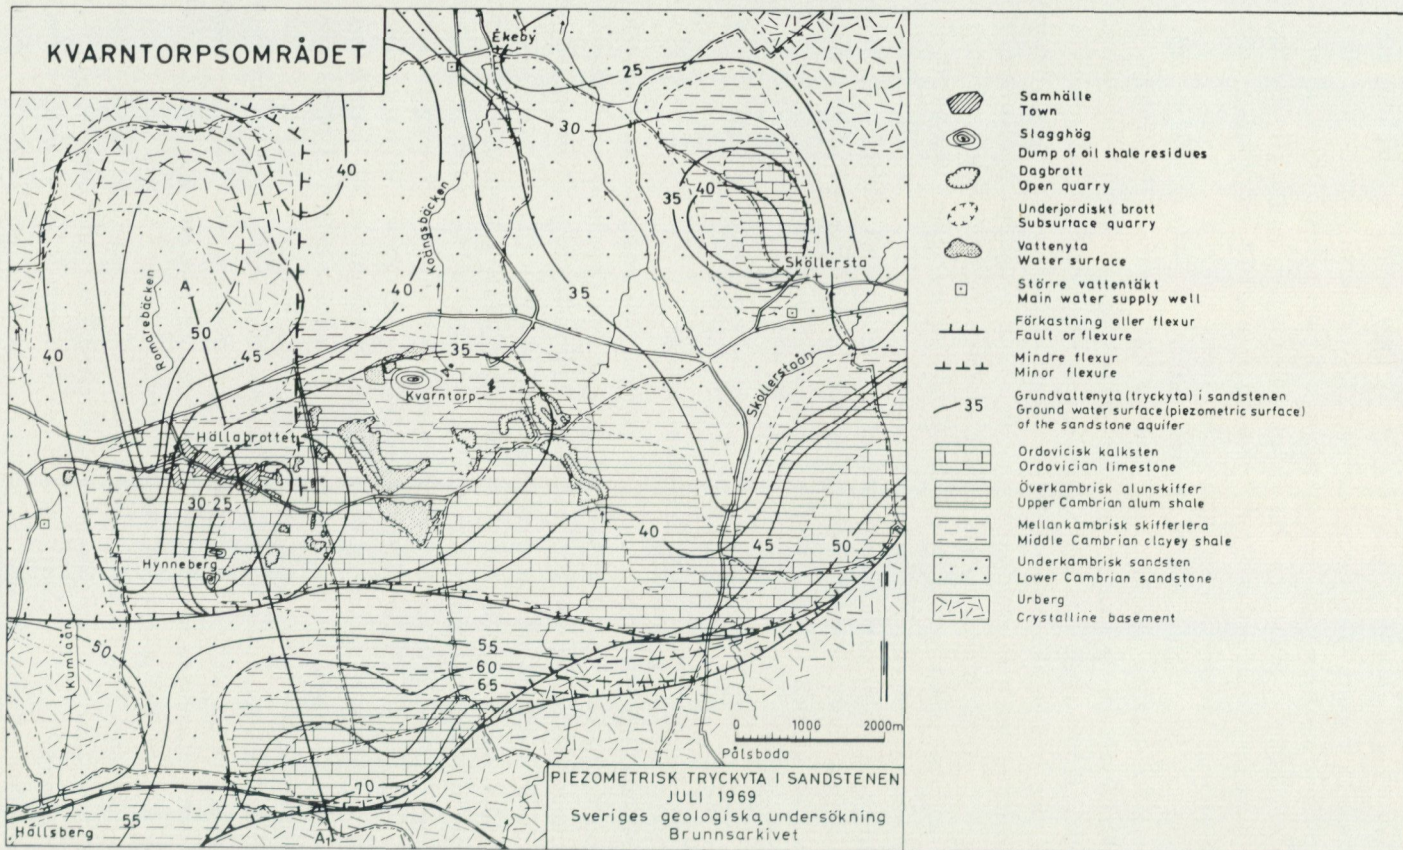 KVARNTORPSOMRÅDET
Ekeby
25
30
40
35
40
Sköllersta
Koängsbäcken
Ramarebäcken
A
50
40
45
40
35
35
Kvarntorp
Sköllerstaån
Hällabrottet
30 25
Hynneberg
40
45
50
50
Kumlaån
55
60
65
70
55
Hallsberg
A
0 1000 2000m
Pålsboda
PIEZOMETRISK TRYCKYTA I SANDSTENEN
JULI 1969
Sveriges geologiska undersökning
Brunnsarkivet
Samhälle
Town
Slagghög
Dump of oil shale residues
Dagbrott
Open quarry
Underjordiskt brott
Subsurtace quarry
Vattenyta
Water surface
Större vattentäkt
Main water supply well
Förkastning eller flexur
Fault or flexure
Mindre flexur
Minor flexure
35
Grundvattenyta (tryckyta) i sandstenen
Ground water surface (piezometric surface)
of the sandstone aquifer
Ordovicisk kalksten
Ordovician limestone
Överkambrisk alunskiffer
Upper Cambrian alum shale
Mellankambrisk skifferlera
Middle Cambrian clayey shale
Underkambrisk sandsten
Lower Cambrian sandstone
Urberg
Crystalline basement